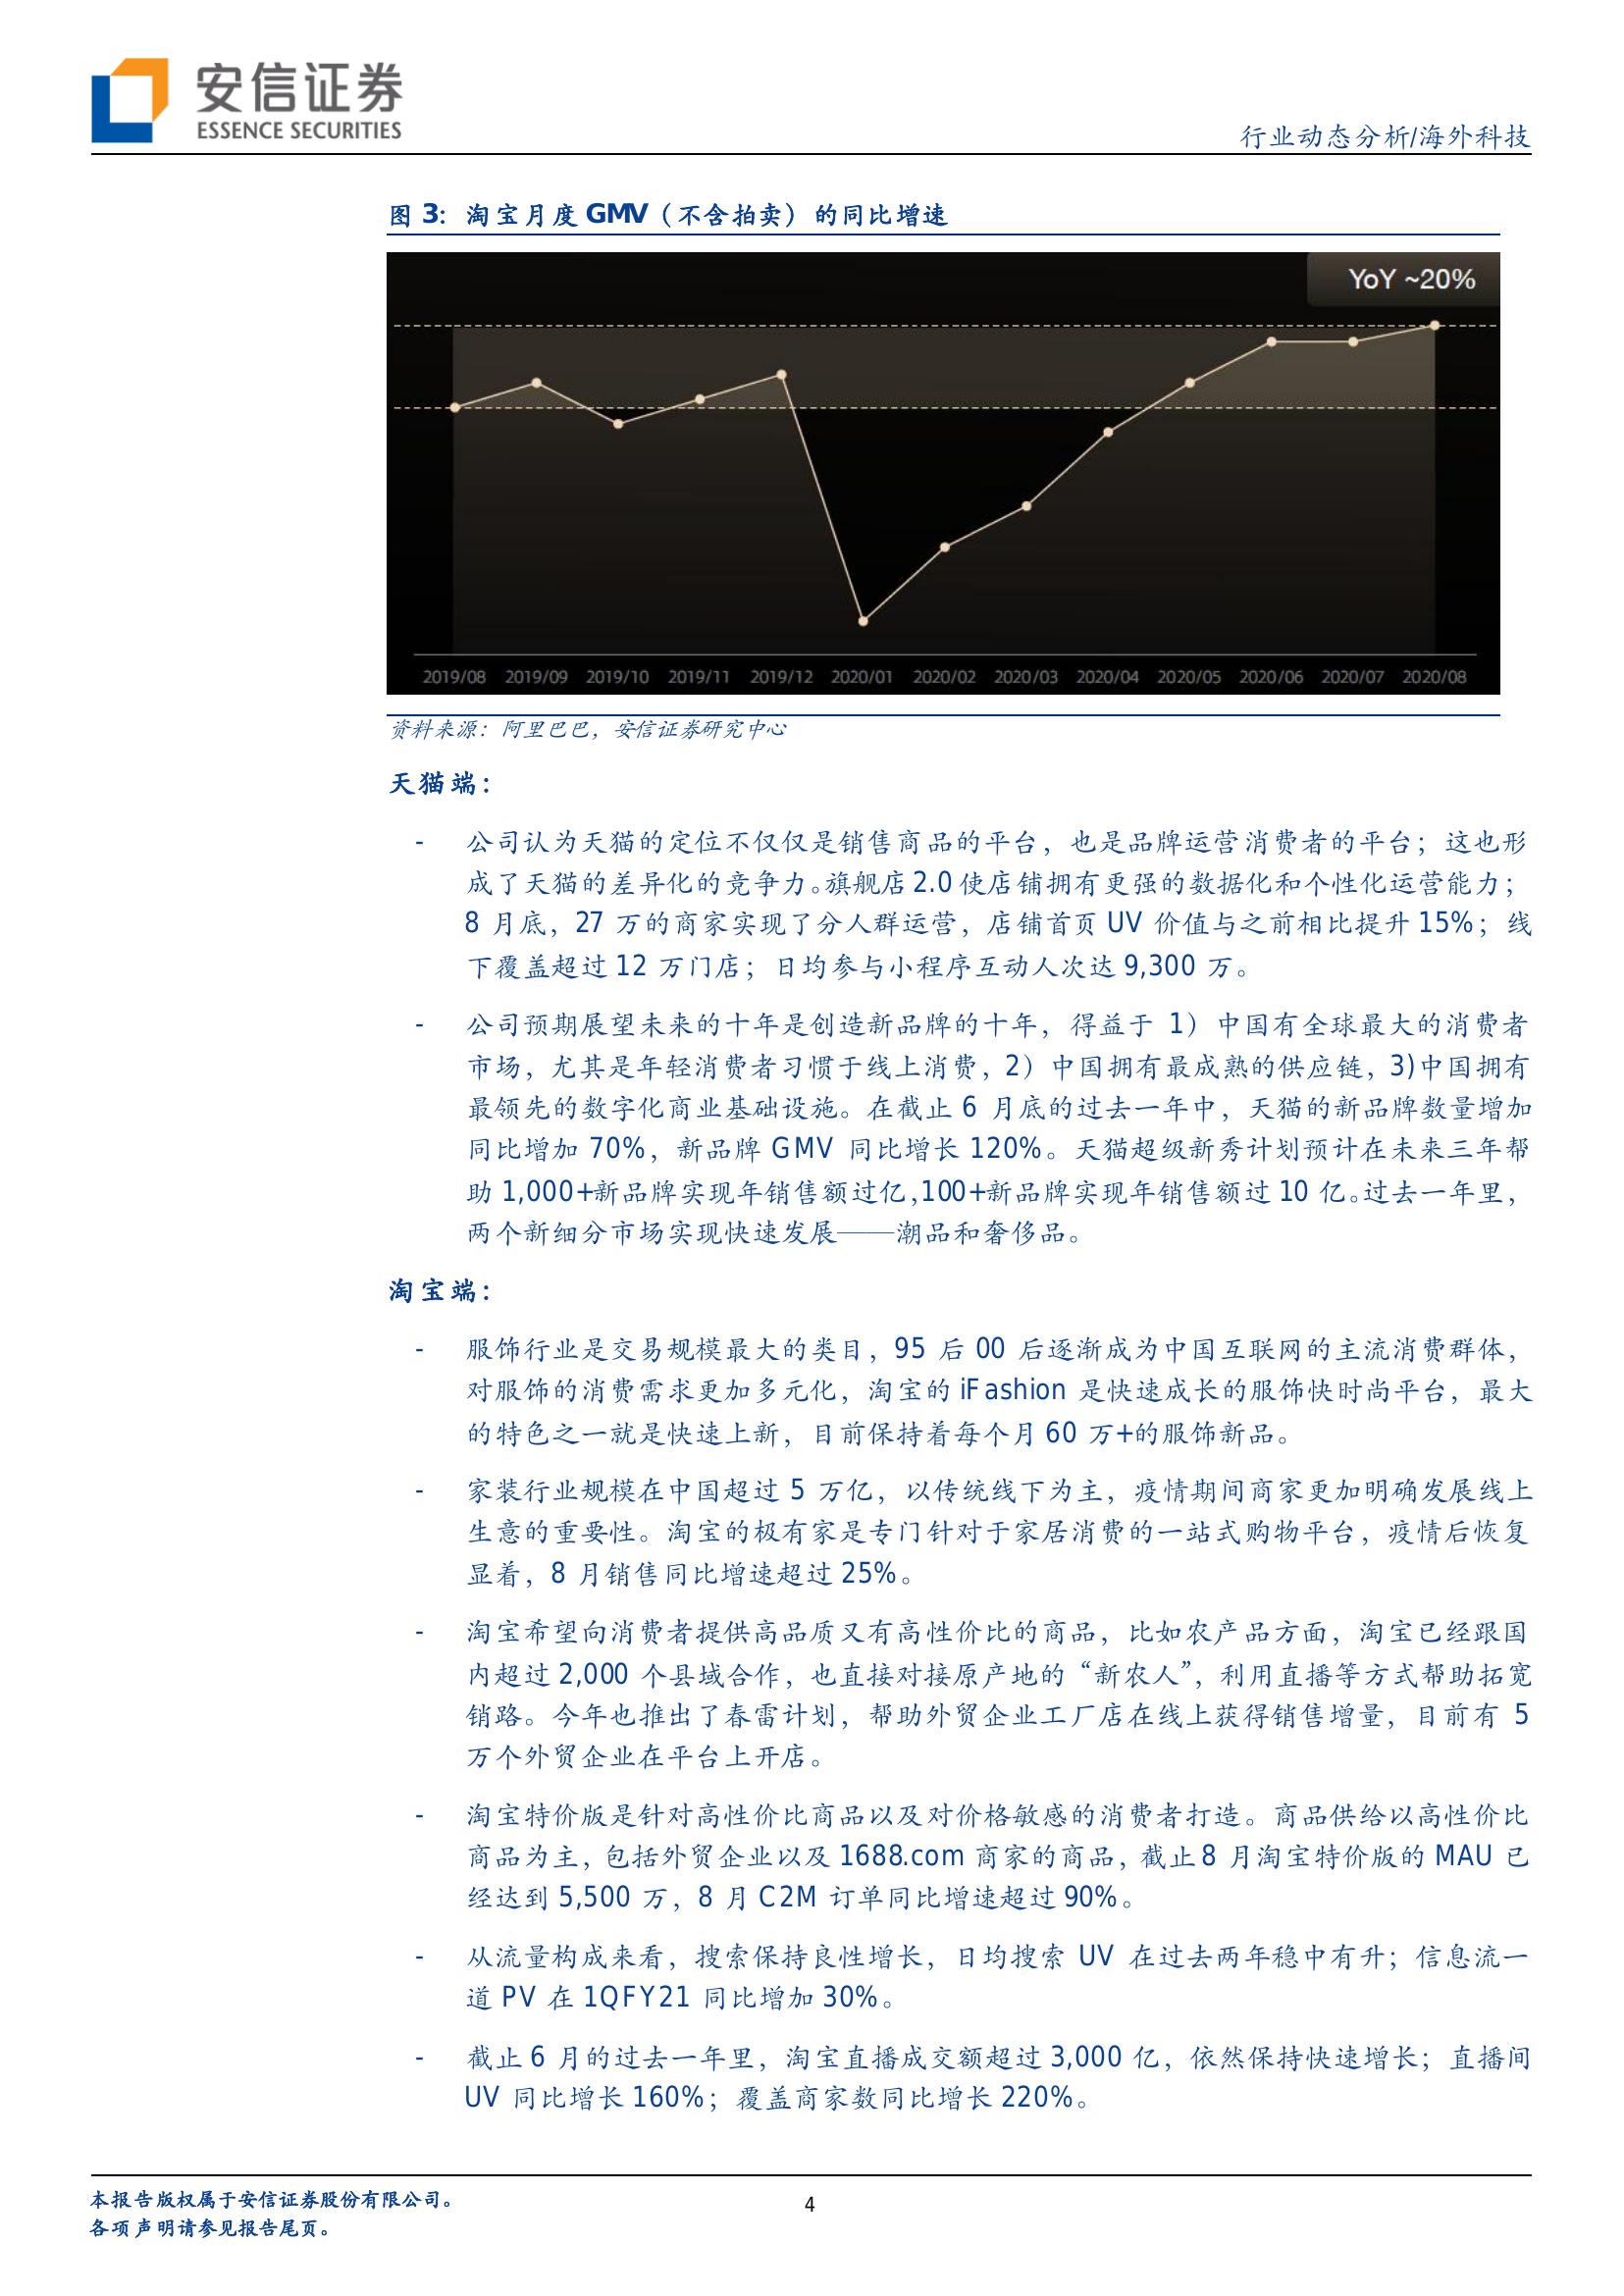 安信证券
ESSENCE SECURITIES
行业动态分析/海外科技
图 3：淘宝月度 GMV（不含拍卖）的同比增速
YoY ~20%
2019/08 2019/09 2019/10 2019/11 2019/12 2020/01 2020/02 2020/03 2020/04 2020/05 2020/06 2020/07 2020/08
资料来源：阿里巴巴，安信证券研究中心
天猫端：
- 公司认为天猫的定位不仅仅是销售商品的平台，也是品牌运营消费者的平台；这也形
成了天猫的差异化的竞争力。旗舰店 2.0 使店铺拥有更强的数据化和个性化运营能力；
8 月底，27 万的商家实现了分人群运营，店铺首页 UV 价值与之前相比提升 15%；线
下覆盖超过 12 万门店；日均参与小程序互动人次达 9,300 万。
- 公司预期展望未来的十年是创造新品牌的十年，得益于 1）中国有全球最大的消费者
市场，尤其是年轻消费者习惯于线上消费，2）中国拥有最成熟的供应链，3)中国拥有
最领先的数字化商业基础设施。在截止 6 月底的过去一年中，天猫的新品牌数量增加
同比增加 70%，新品牌 GMV 同比增长 120%。天猫超级新秀计划预计在未来三年帮
助 1,000+新品牌实现年销售额过亿，100+新品牌实现年销售额过 10 亿。过去一年里，
两个新细分市场实现快速发展——潮品和奢侈品。
淘宝端：
- 服饰行业是交易规模最大的类目，95 后 00 后逐渐成为中国互联网的主流消费群体，
对服饰的消费需求更加多元化，淘宝的 iFashion 是快速成长的服饰快时尚平台，最大
的特色之一就是快速上新，目前保持着每个月 60 万+的服饰新品。
- 家装行业规模在中国超过 5 万亿，以传统线下为主，疫情期间商家更加明确发展线上
生意的重要性。淘宝的极有家是专门针对于家居消费的一站式购物平台，疫情后恢复
显着，8 月销售同比增速超过 25%。
- 淘宝希望向消费者提供高品质又有高性价比的商品，比如农产品方面，淘宝已经跟国
内超过 2,000 个县域合作，也直接对接原产地的“新农人”，利用直播等方式帮助拓宽
销路。今年也推出了春雷计划，帮助外贸企业工厂店在线上获得销售增量，目前有 5
万个外贸企业在平台上开店。
- 淘宝特价版是针对高性价比商品以及对价格敏感的消费者打造。商品供给以高性价比
商品为主，包括外贸企业以及 1688.com 商家的商品，截止 8 月淘宝特价版的 MAU 已
经达到 5,500 万，8 月 C2M 订单同比增速超过 90%。
- 从流量构成来看，搜索保持良性增长，日均搜索 UV 在过去两年稳中有升；信息流一
道 PV 在 1QFY21 同比增加 30%。
- 截止 6 月的过去一年里，淘宝直播成交额超过 3,000 亿，依然保持快速增长；直播间
UV 同比增长 160%；覆盖商家数同比增长 220%。
本报告版权属于安信证券股份有限公司。
各项声明请参见报告尾页。
4